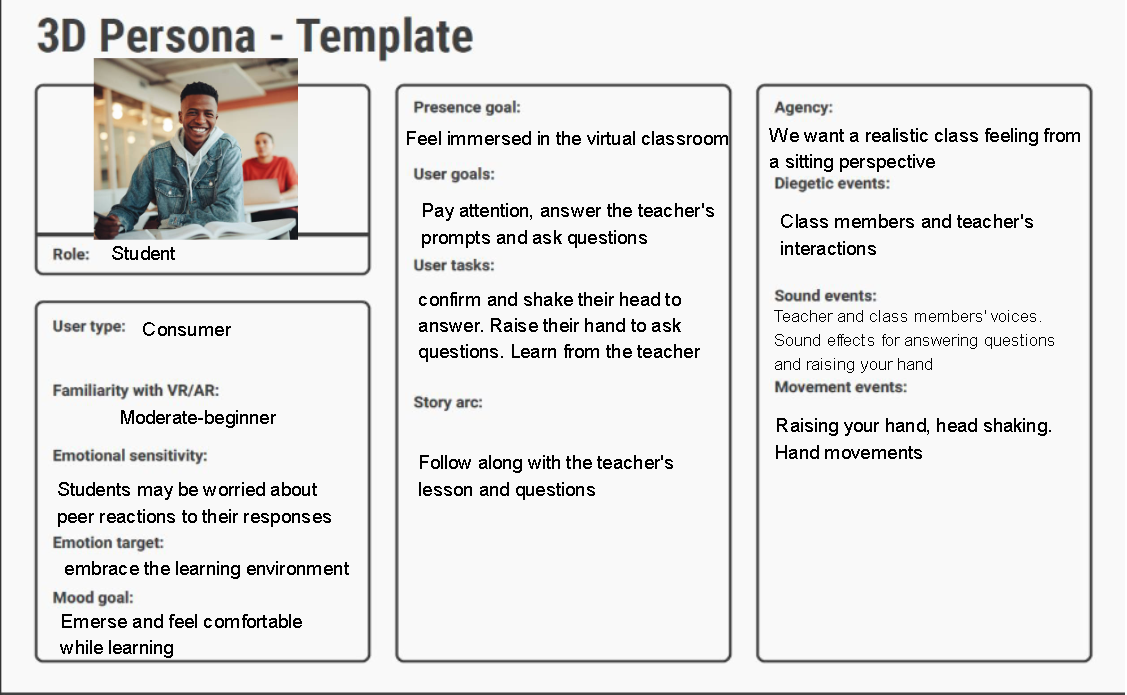 3D Persona - Template
Role: Student
User type: Consumer
Familiarity with VR/AR:
Moderate-beginner
Emotional sensitivity:
Students may be worried about
peer reactions to their responses
Emotion target:
embrace the learning environment
Mood goal:
Emerse and feel comfortable
while learning
Presence goal:
Feel immersed in the virtual classroom
User goals:
Pay attention, answer the teacher's
prompts and ask questions
User tasks:
confirm and shake their head to
answer. Raise their hand to ask
questions. Learn from the teacher
Story arc:
Follow along with the teacher's
lesson and questions
Agency:
We want a realistic class feeling from
a sitting perspective
Diegetic events:
Class members and teacher's
interactions
Sound events:
Teacher and class members' voices.
Sound effects for answering questions
and raising your hand
Movement events:
Raising your hand, head shaking.
Hand movements